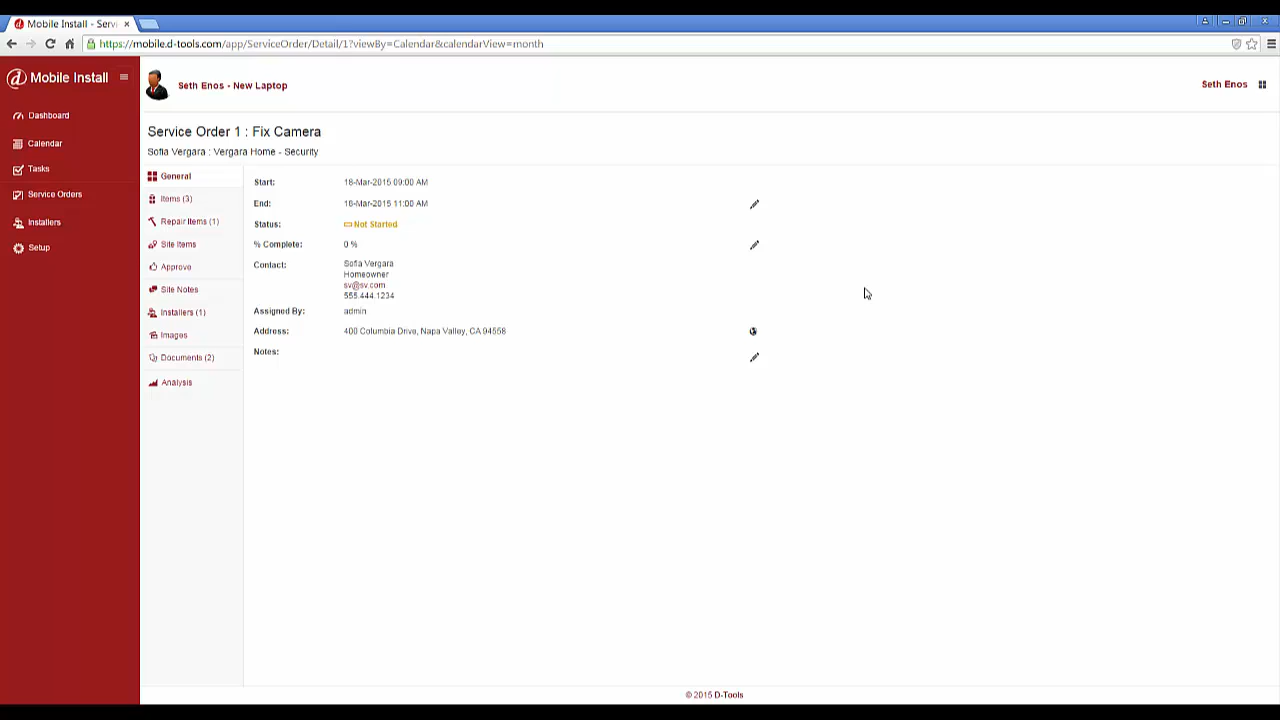 Mobile Install - Servi
https://mobile.d-tools.com/app/ServiceOrder/Detail/1?viewBy=Calendar&calendarView=month
Mobile Install
Seth Enos - New Laptop
Seth Enos
Dashboard
Calendar
Tasks
Service Orders
Installers
Setup
Service Order 1 : Fix Camera
Sofia Vergara : Vergara Home - Security
General
Items (3)
Repair Items (1)
Site Items
Approve
Site Notes
Installers (1)
Images
Documents (2)
Analysis
Start: 18-Mar-2015 09:00 AM
End: 18-Mar-2015 11:00 AM
Status: Not Started
% Complete: 0 %
Contact: Sofia Vergara
Homeowner
sv@sv.com
555.444.1234
Assigned By: admin
Address: 400 Columbia Drive, Napa Valley, CA 94558
Notes:
© 2015 D-Tools